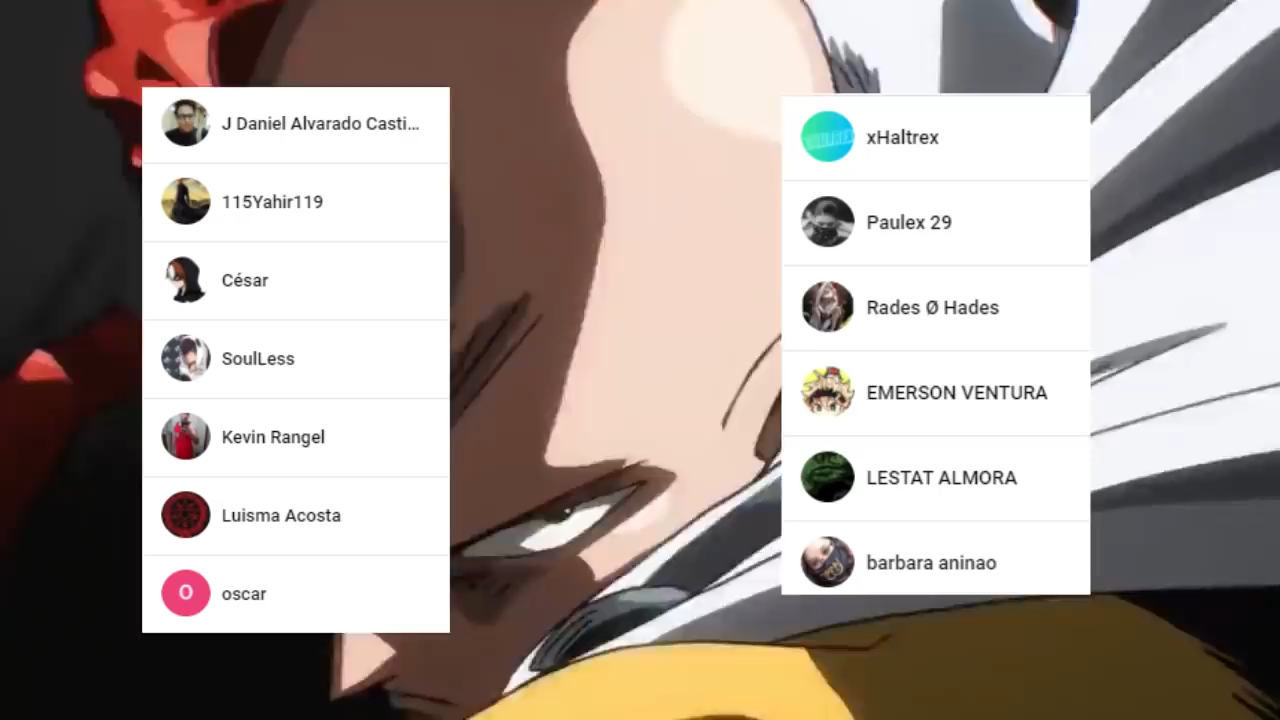 J Daniel Alvarado Casti...
115Yahir119
César
SoulLess
Kevin Rangel
Luisma Acosta
O
oscar
xHaltrex
Paulex 29
Rades Ø Hades
EMERSON VENTURA
LESTAT ALMORA
barbara aninao